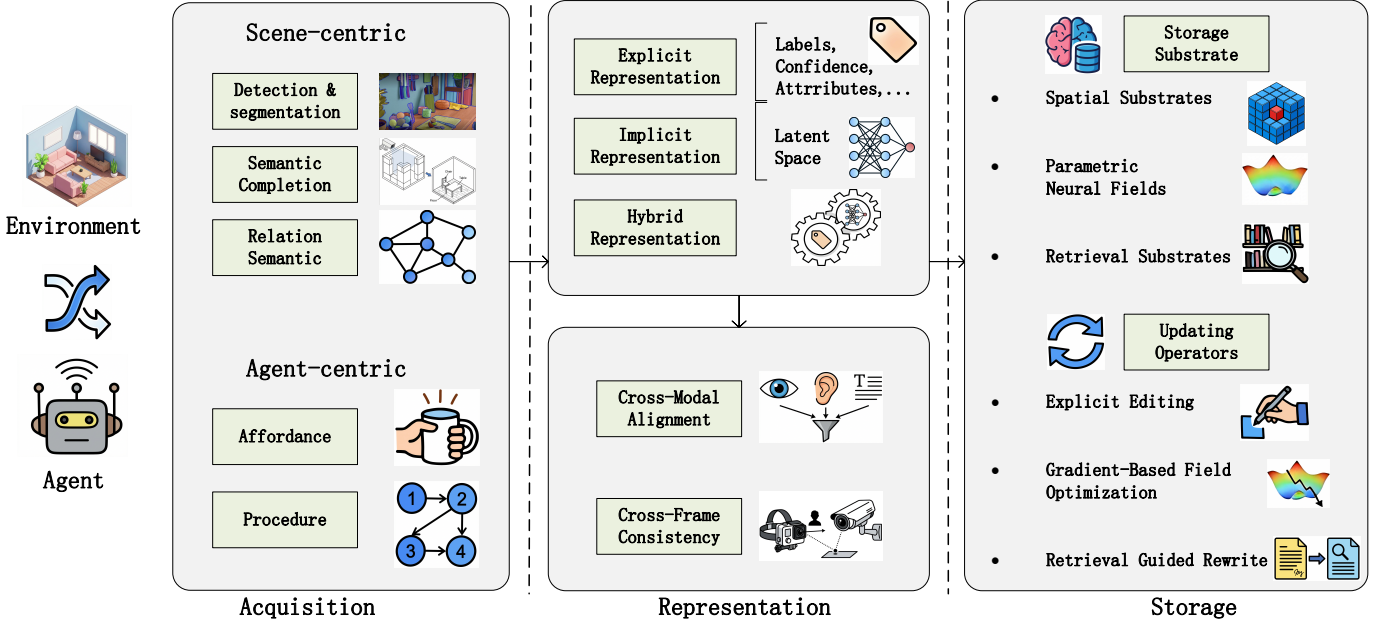 Environment
Agent
Scene-centric
Detection &
segmentation
Semantic
Completion
Relation
Semantic
Agent-centric
Affordance
Procedure
1
2
3
4
Acquisition
Explicit
Representation
Labels,
Confidence,
Attrributes,...
Implicit
Representation
Latent
Space
Hybrid
Representation
Cross-Modal
Alignment
T
Cross-Frame
Consistency
Representation
Storage
Substrate
• Spatial Substrates
• Parametric
Neural Fields
• Retrieval Substrates
Updating
Operators
• Explicit Editing
• Gradient-Based Field
Optimization
• Retrieval Guided Rewrite
Storage